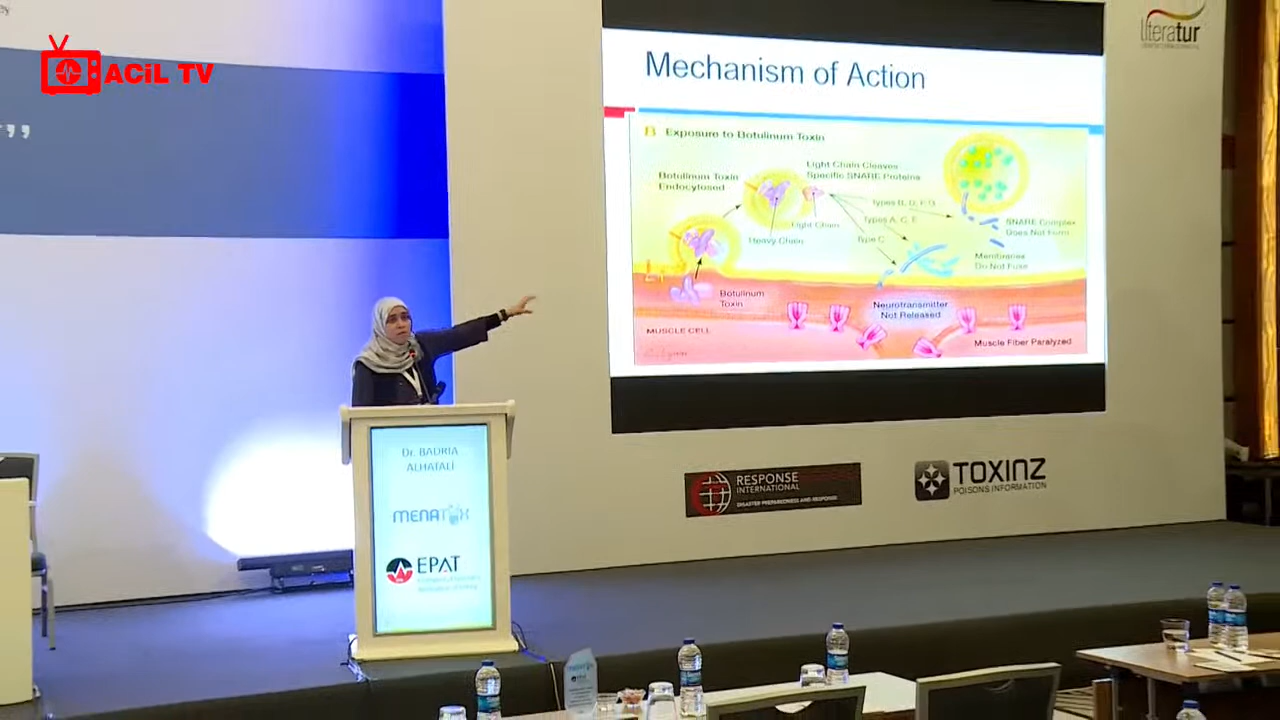 ACİL TV
”
literatur
Mechanism of Action
B Exposure to Botulinum Toxin
Light Chain Cleaves
Specific SNARE Proteins
Botulinum Toxin
Endocytosed
Types B, D, F, G
Light Chain
Types A, C, E
SNARE Complex
Does Not Form
Heavy Chain
Type C
Membranes
Do Not Fuse
Botulinum
Toxin
Neurotransmitter
Not Released
MUSCLE CELL
Muscle Fiber Paralyzed
Dr. BADRIA
ALHATALİ
MENATOX
EPAT
RESPONSE
INTERNATIONAL
DISASTER PREPAREDNESS AND RESPONSE
TOXINZ
POISONS INFORMATION